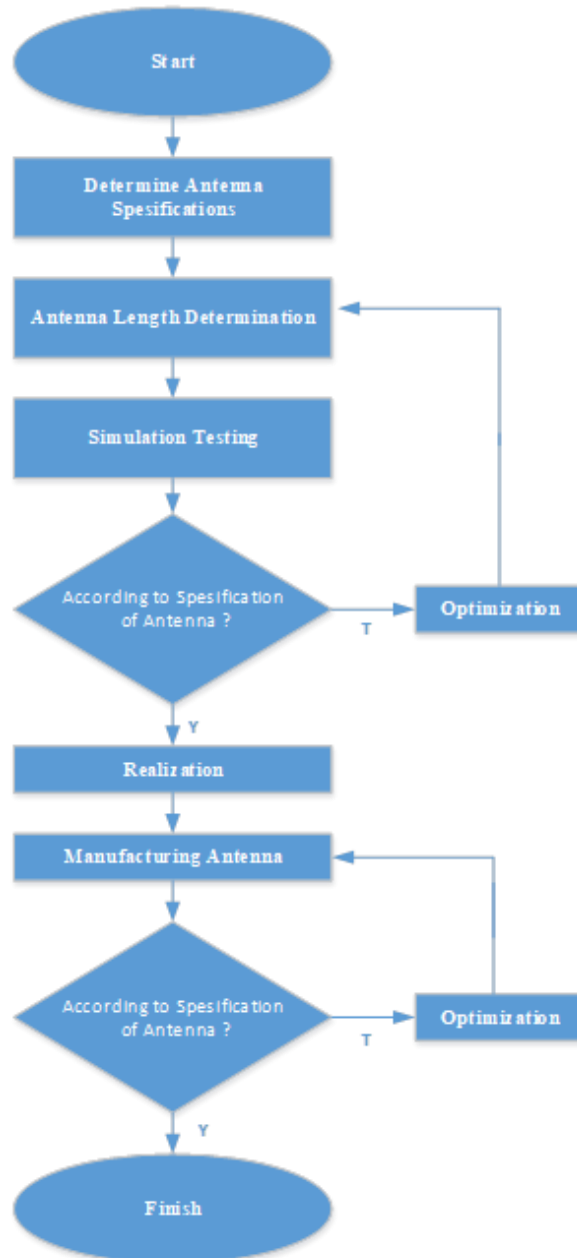 Start
Determine Antenna
Spesifications
Antenna Length Determination
Simulation Testing
According to Spesification
of Antenna ?
T
Optimization
Y
Realization
Manufacturing Antenna
According to Spesification
of Antenna ?
T
Optimization
Y
Finish